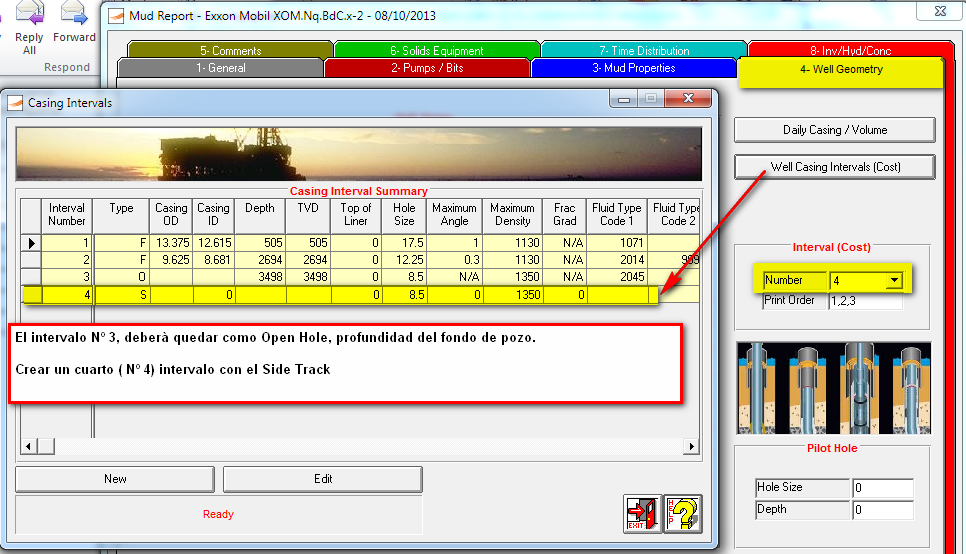 Reply All
Forward
Respond
Mud Report - Exxon Mobil XOM.Nq.BdC.x-2 - 08/10/2013
5- Comments 6- Solids Equipment 7- Time Distribution 8- Inv/Hyd/Conc
1- General 2- Pumps / Bits 3- Mud Properties 4- Well Geometry
Casing Intervals
Daily Casing / Volume
Well Casing Intervals (Cost)
Casing Interval Summary
Interval Number Type Casing OD Casing ID Depth TVD Top of Liner Hole Size Maximum Angle Maximum Density Frac Grad Fluid Type Code 1 Fluid Type Code 2
1 F 13.375 12.615 505 505 0 17.5 1 1130 N/A 1071
2 F 9.625 8.681 2694 2694 0 12.25 0.3 1130 N/A 2014
3 O 3498 3498 0 8.5 N/A 1350 N/A 2045
4 S 0 0 8.5 0 1350 0
Interval (Cost)
Number 4
Print Order 1,2,3
El intervalo Nº 3, deberà quedar como Open Hole, profundidad del fondo de pozo.
Crear un cuarto ( Nº 4) intervalo con el Side Track
Pilot Hole
Hole Size 0
Depth 0
New Edit
Ready
EXIT HELP